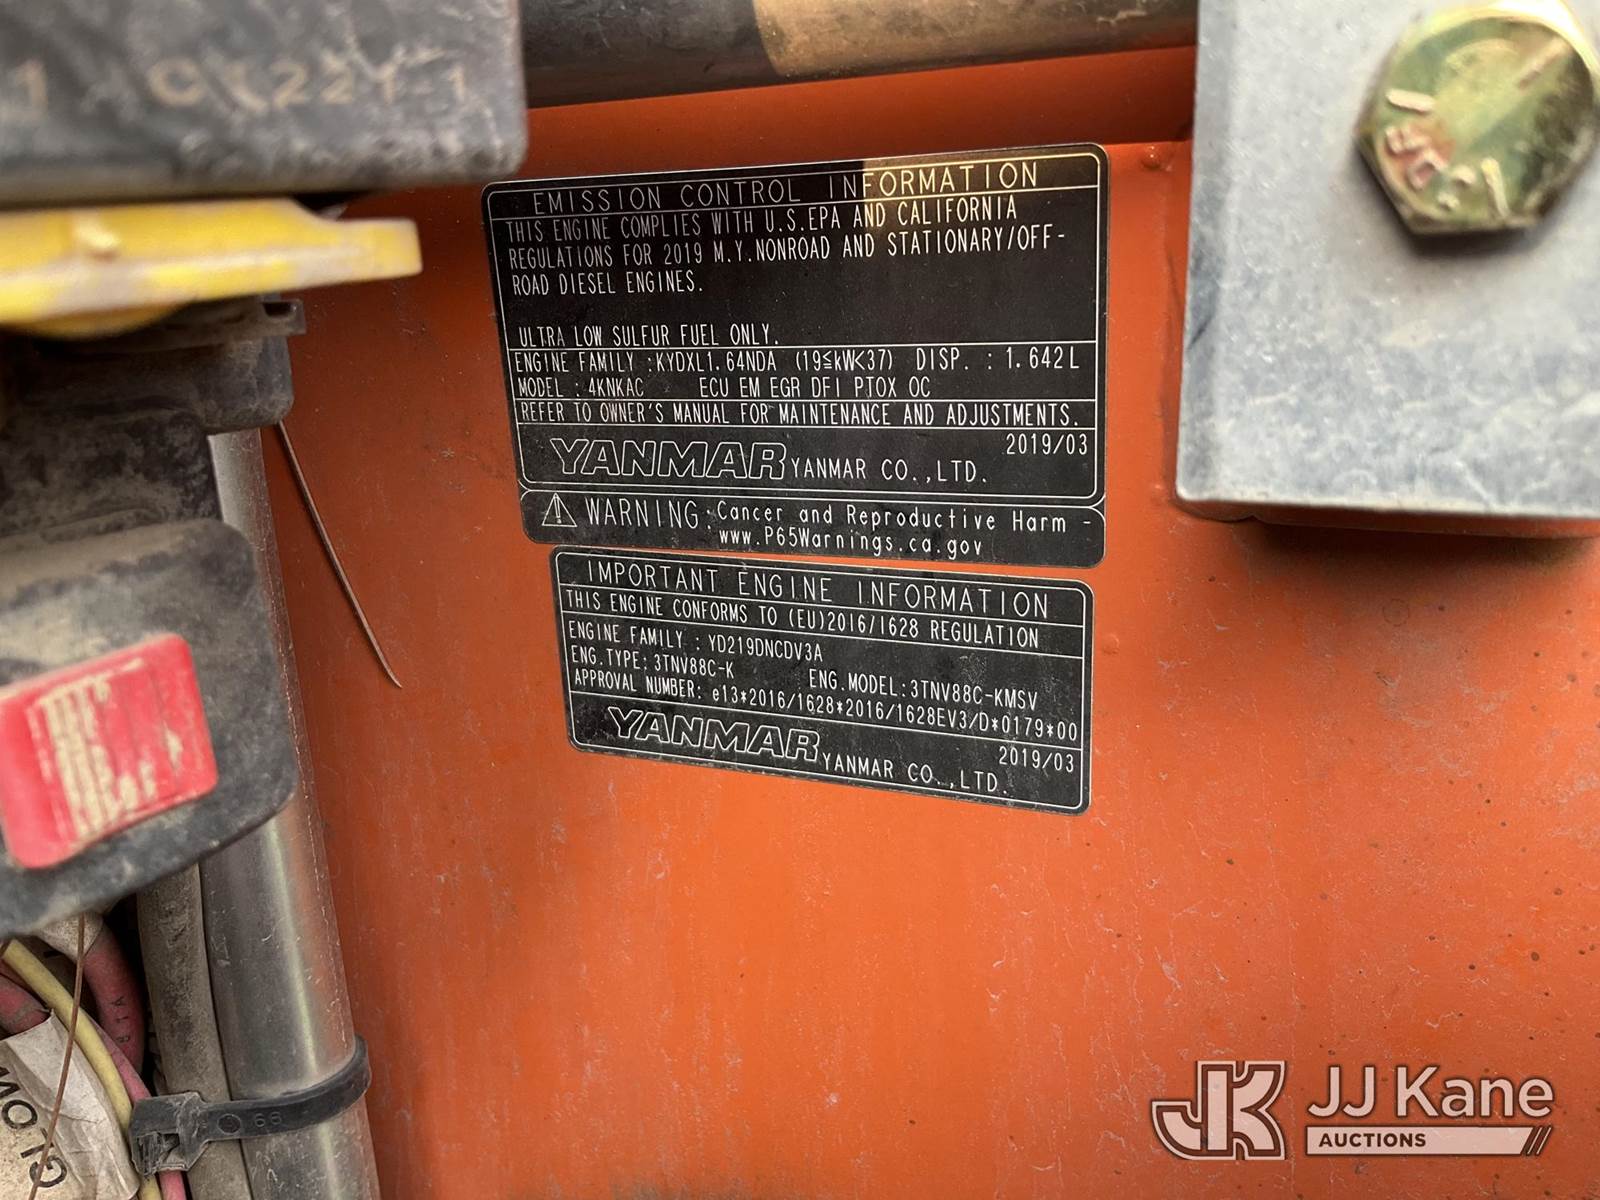 EMISSION CONTROL INFORMATION
THIS ENGINE COMPLIES WITH U.S.EPA AND CALIFORNIA
REGULATIONS FOR 2019 M.Y.NONROAD AND STATIONARY/OFF-
ROAD DIESEL ENGINES.
ULTRA LOW SULFUR FUEL ONLY.
ENGINE FAMILY :KYDXL1.64NDA (19≦kW<37) DISP. : 1.642L
MODEL : 4KNKAC ECU EM EGR DFI PTOX OC
REFER TO OWNER'S MANUAL FOR MAINTENANCE AND ADJUSTMENTS.
2019/03
YANMAR YANMAR CO.,LTD.
WARNING:Cancer and Reproductive Harm -
www.P65Warnings.ca.gov
IMPORTANT ENGINE INFORMATION
THIS ENGINE CONFORMS TO (EU)2016/1628 REGULATION
ENGINE FAMILY : YD219DNCDV3A
ENG.TYPE: 3TNV88C-K ENG.MODEL:3TNV88C-KMSV
APPROVAL NUMBER: e13*2016/1628*2016/1628EV3/D*0179*00
2019/03
YANMAR YANMAR CO.,LTD.
JK JJ Kane
AUCTIONS